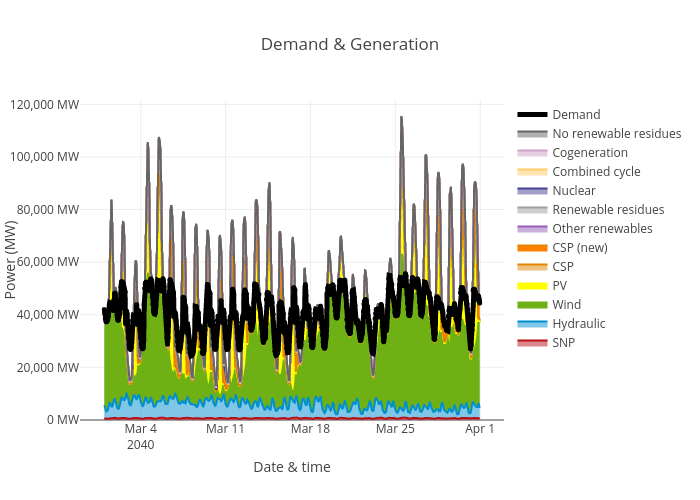 Demand & Generation
120,000 MW
100,000 MW
80,000 MW
60,000 MW
40,000 MW
20,000 MW
0 MW
Power (MW)
Mar 4
2040
Mar 11
Mar 18
Mar 25
Apr 1
Date & time
Demand
No renewable residues
Cogeneration
Combined cycle
Nuclear
Renewable residues
Other renewables
CSP (new)
CSP
PV
Wind
Hydraulic
SNP